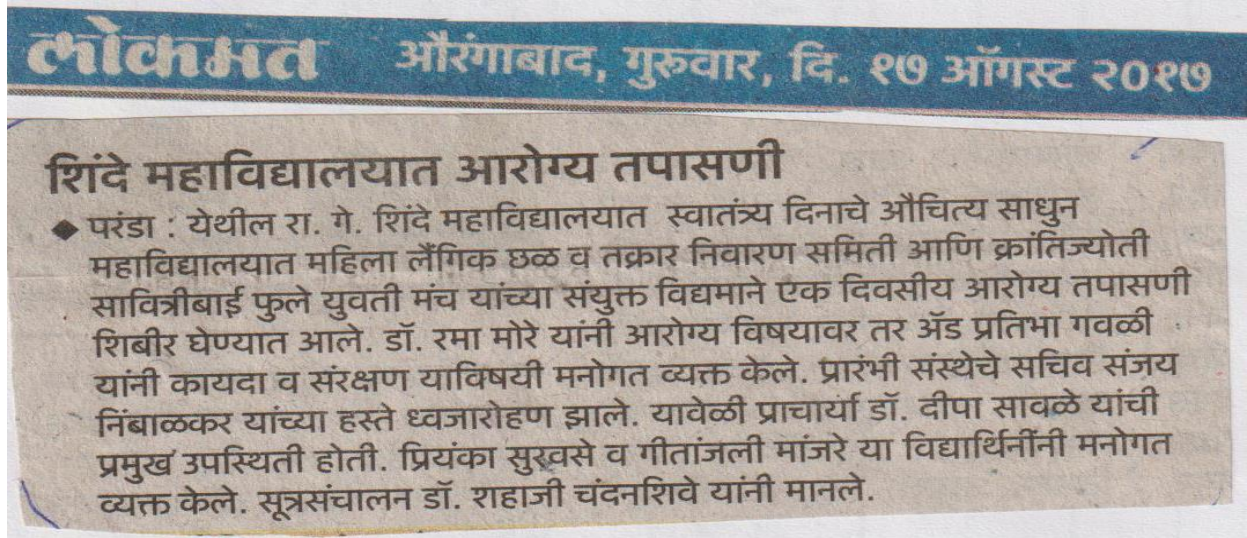 लोकमत औरंगाबाद, गुरुवार, दि. १७ ऑगस्ट २०१७
शिंदे महाविद्यालयात आरोग्य तपासणी
◆ परंडा : येथील रा. गे. शिंदे महाविद्यालयात स्वातंत्र्य दिनाचे औचित्य साधुन
महाविद्यालयात महिला लैंगिक छळ व तक्रार निवारण समिती आणि क्रांतिज्योती
सावित्रीबाई फुले युवती मंच यांच्या संयुक्त विद्यमाने एक दिवसीय आरोग्य तपासणी
शिबीर घेण्यात आले. डॉ. रमा मोरे यांनी आरोग्य विषयावर तर ॲड प्रतिभा गवळी
यांनी कायदा व संरक्षण याविषयी मनोगत व्यक्त केले. प्रारंभी संस्थेचे सचिव संजय
निंबाळकर यांच्या हस्ते ध्वजारोहण झाले. यावेळी प्राचार्या डॉ. दीपा सावळे यांची
प्रमुख उपस्थिती होती. प्रियंका सुरवसे व गीतांजली मांजरे या विद्यार्थिनींनी मनोगत
व्यक्त केले. सूत्रसंचालन डॉ. शहाजी चंदनशिवे यांनी मानले.